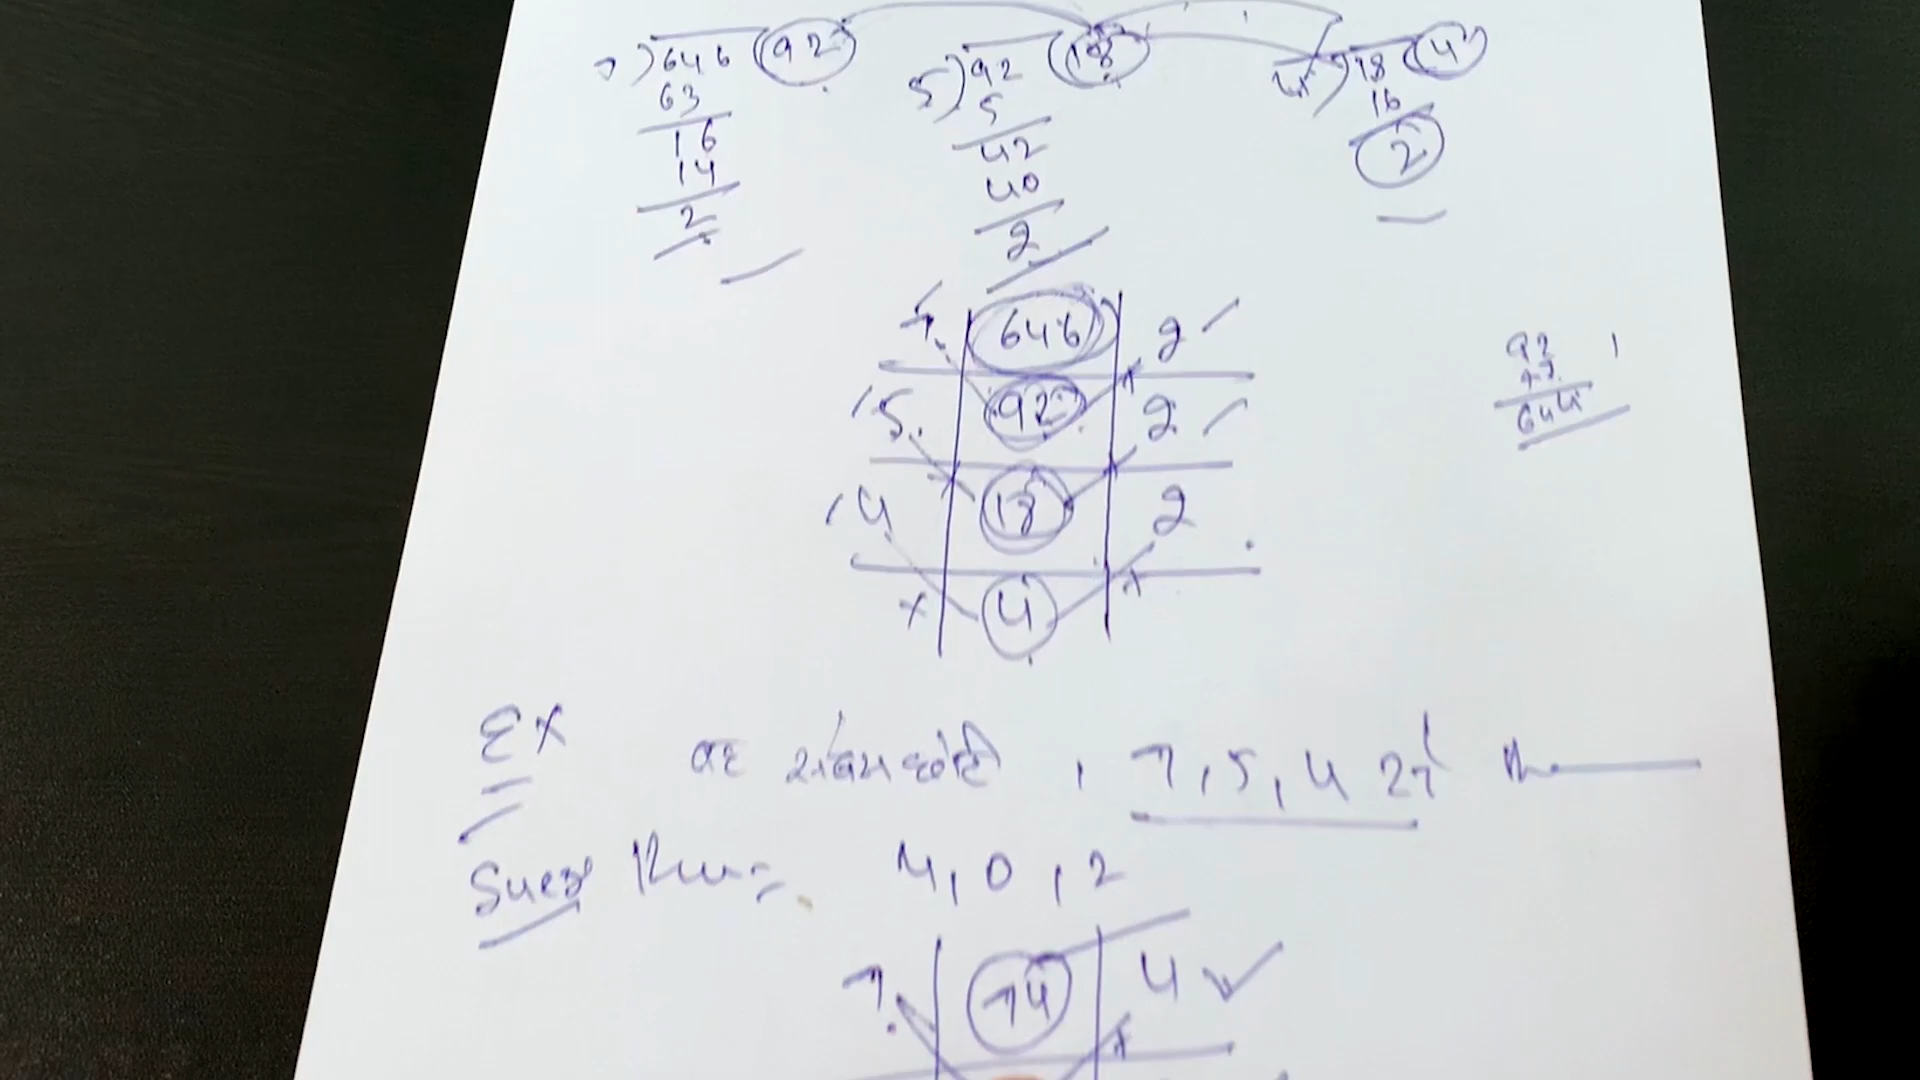 7)646(92 5)92(18 4)18(4
63 5 16
16 42 2
14 40
2 2
7 646 2
5 92 2
4 18 2
4
92
644
Ex
, 7, 5, 4
4, 0, 2
7 74 4